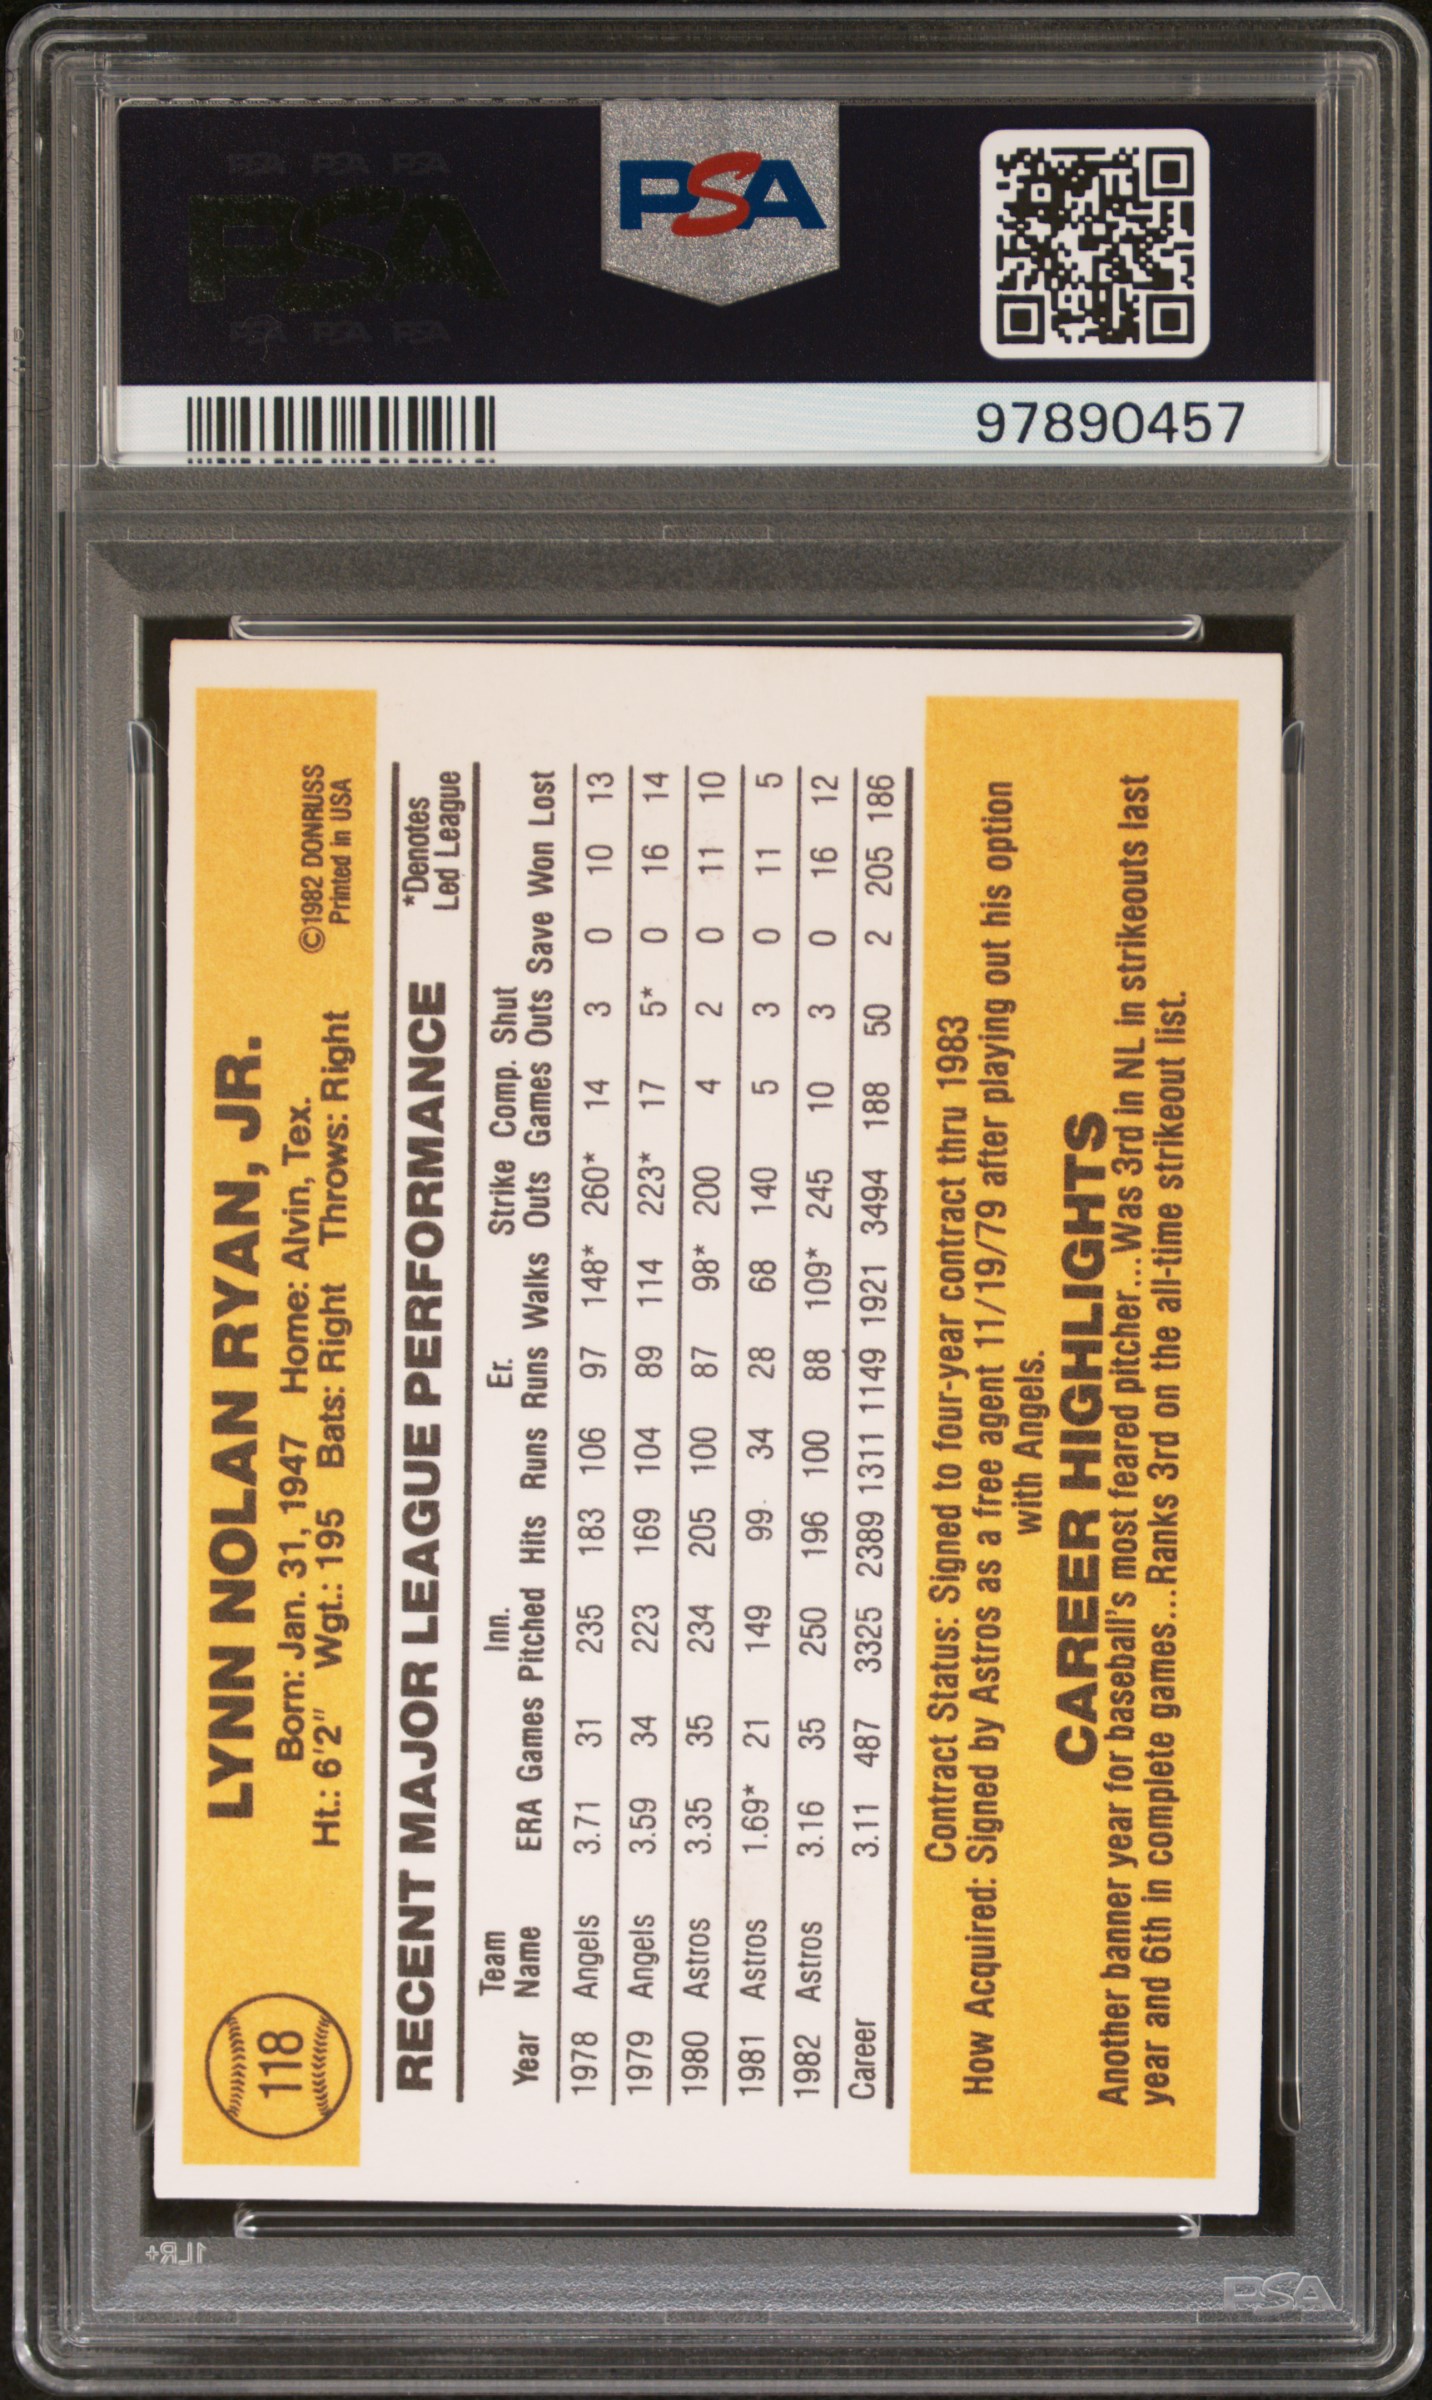 PSA PSA PSA
PSA
PSA PSA PSA
PSA
97890457
118
LYNN NOLAN RYAN, JR.
Born: Jan. 31, 1947 Home: Alvin, Tex.
Ht.: 6'2" Wgt.: 195 Bats: Right Throws: Right
©1982 DONRUSS
Printed in USA
RECENT MAJOR LEAGUE PERFORMANCE
*Denotes
Led League
Team Inn. Er. Strike Comp. Shut
Year Name ERA Games Pitched Hits Runs Runs Walks Outs Games Outs Save Won Lost
1978 Angels 3.71 31 235 183 106 97 148* 260* 14 3 0 10 13
1979 Angels 3.59 34 223 169 104 89 114 223* 17 5* 0 16 14
1980 Astros 3.35 35 234 205 100 87 98* 200 4 2 0 11 10
1981 Astros 1.69* 21 149 99 34 28 68 140 5 3 0 11 5
1982 Astros 3.16 35 250 196 100 88 109* 245 10 3 0 16 12
Career 3.11 487 3325 2389 1311 1149 1921 3494 188 50 2 205 186
Contract Status: Signed to four-year contract thru 1983
How Acquired: Signed by Astros as a free agent 11/19/79 after playing out his option
with Angels.
CAREER HIGHLIGHTS
Another banner year for baseball's most feared pitcher...Was 3rd in NL in strikeouts last
year and 6th in complete games...Ranks 3rd on the all-time strikeout list.
1LR+
PSA